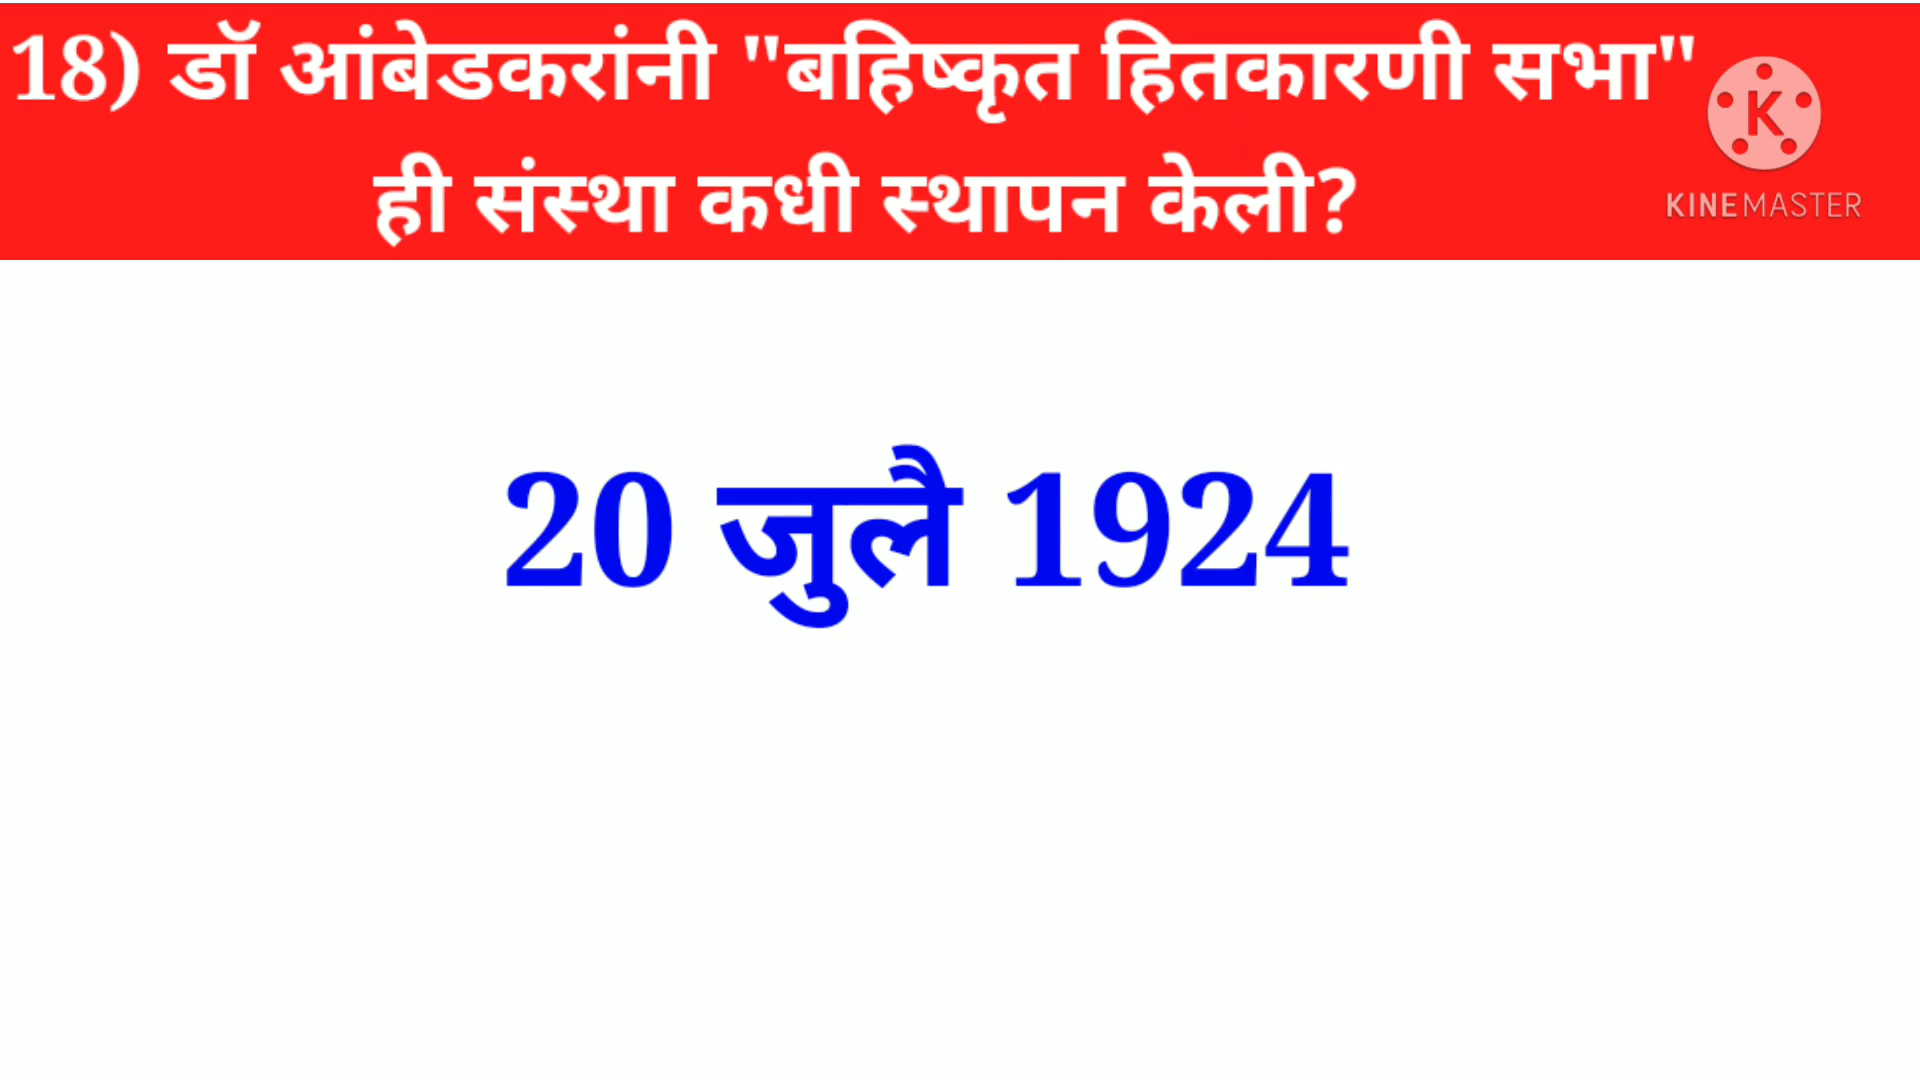 18) डॉ आंबेडकरांनी "बहिष्कृत हितकारणी सभा"
ही संस्था कधी स्थापन केली?
K
KINEMASTER
20 जुलै 1924